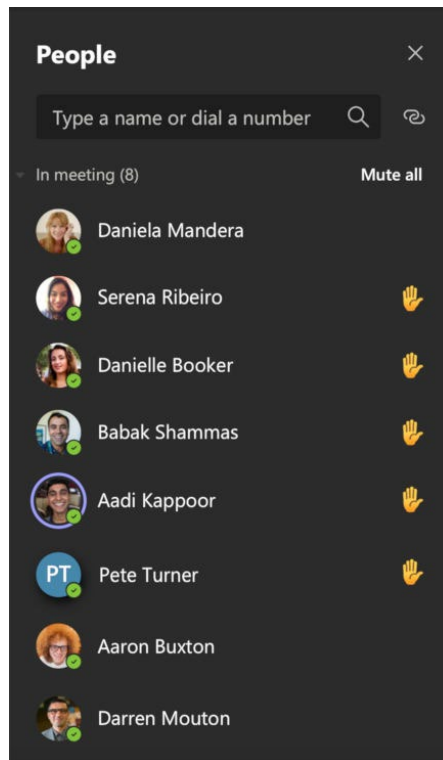 People
Type a name or dial a number
In meeting (8) Mute all
Daniela Mandera
Serena Ribeiro
Danielle Booker
Babak Shammas
Aadi Kappoor
PT Pete Turner
Aaron Buxton
Darren Mouton